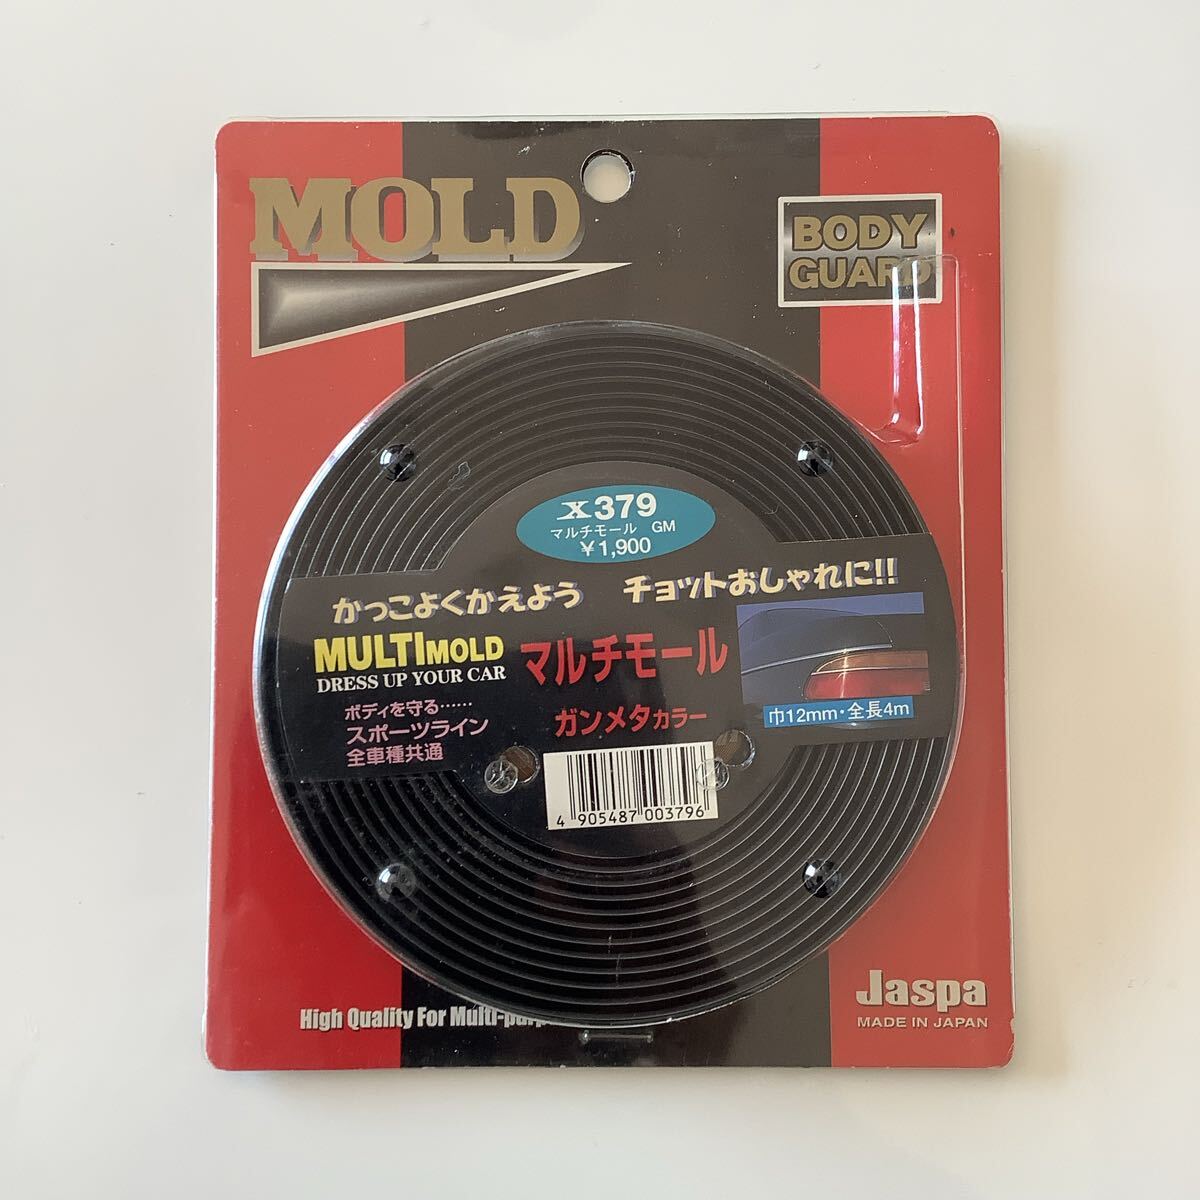 MOLD
BODY
GUARD
X379
マルチモール GM
¥1,900
かっこよくかえよう チョットおしゃれに!!
MULTIMOLD
DRESS UP YOUR CAR
マルチモール
ボディを守る……
スポーツライン
全車種共通
ガンメタカラー
巾12mm・全長4m
4 905487 003796
High Quality For
Jaspa
MADE IN JAPAN